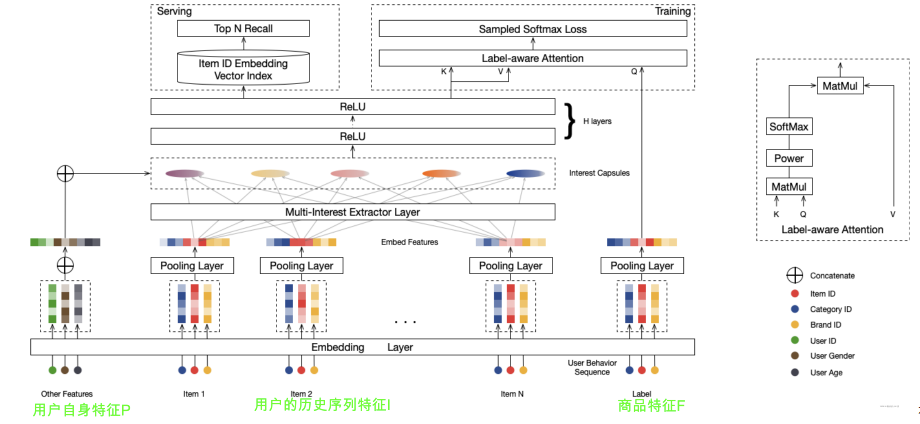 Serving
Training
Top N Recall
Sampled Softmax Loss
Item ID Embedding
Vector Index
Label-aware Attention
K
V
Q
ReLU
ReLU
H layers
Interest Capsules
Multi-Interest Extractor Layer
Embed Features
Pooling Layer
Pooling Layer
Pooling Layer
Pooling Layer
. . .
Embedding Layer
User Behavior
Sequence
Other Features
Item 1
Item 2
Item N
Label
用户自身特征P
用户的历史序列特征I
商品特征F
MatMul
SoftMax
Power
MatMul
K
Q
V
Label-aware Attention
Concatenate
Item ID
Category ID
Brand ID
User ID
User Gender
User Age